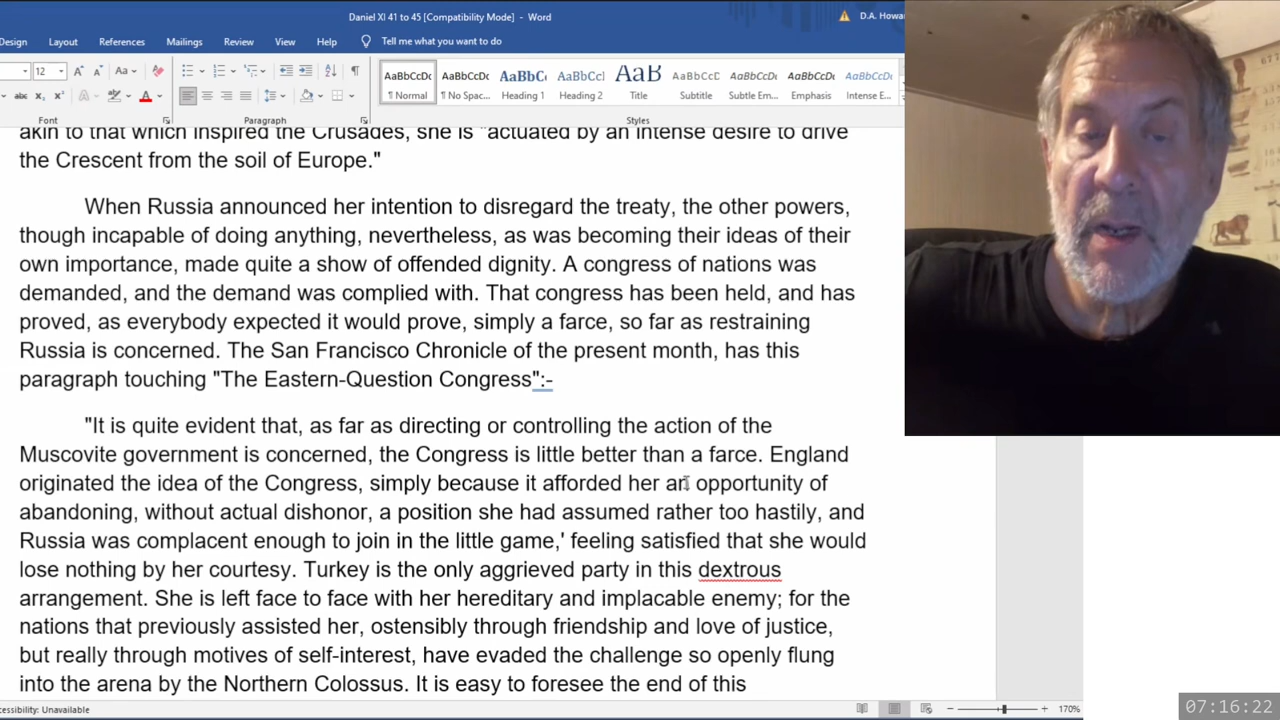 Daniel XI 41 to 45 [Compatibility Mode] - Word
D.A. Howar
Design Layout References Mailings Review View Help Tell me what you want to do
12 Aa
AaBbCcDc AaBbCcDc AaBbC AaBbCcl AaB AaBbCcD AaBbCcD AaBbCcDc AaBbCcD
¶ Normal ¶ No Spac... Heading 1 Heading 2 Title Subtitle Subtle Em... Emphasis Intense E...
abc x₂ x² A A
Font Paragraph Styles
akin to that which inspired the Crusades, she is "actuated by an intense desire to drive
the Crescent from the soil of Europe."
When Russia announced her intention to disregard the treaty, the other powers,
though incapable of doing anything, nevertheless, as was becoming their ideas of their
own importance, made quite a show of offended dignity. A congress of nations was
demanded, and the demand was complied with. That congress has been held, and has
proved, as everybody expected it would prove, simply a farce, so far as restraining
Russia is concerned. The San Francisco Chronicle of the present month, has this
paragraph touching "The Eastern-Question Congress":-
"It is quite evident that, as far as directing or controlling the action of the
Muscovite government is concerned, the Congress is little better than a farce. England
originated the idea of the Congress, simply because it afforded her an opportunity of
abandoning, without actual dishonor, a position she had assumed rather too hastily, and
Russia was complacent enough to join in the little game,' feeling satisfied that she would
lose nothing by her courtesy. Turkey is the only aggrieved party in this dextrous
arrangement. She is left face to face with her hereditary and implacable enemy; for the
nations that previously assisted her, ostensibly through friendship and love of justice,
but really through motives of self-interest, have evaded the challenge so openly flung
into the arena by the Northern Colossus. It is easy to foresee the end of this
cessibility: Unavailable
170%
07:16:22